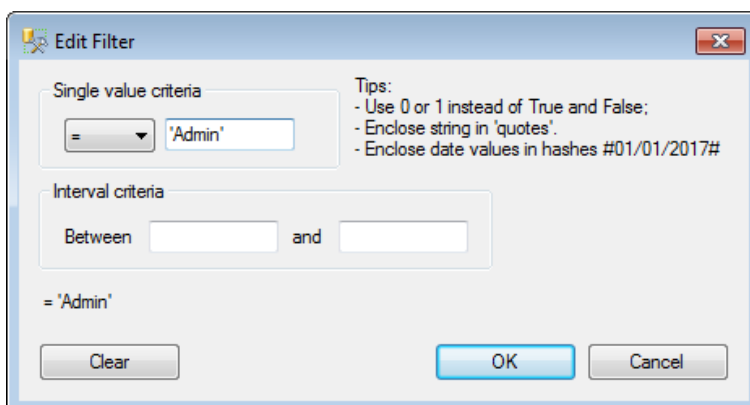 Edit Filter
Single value criteria
= 'Admin'
Tips:
- Use 0 or 1 instead of True and False;
- Enclose string in 'quotes'.
- Enclose date values in hashes #01/01/2017#
Interval criteria
Between and
= 'Admin'
Clear OK Cancel